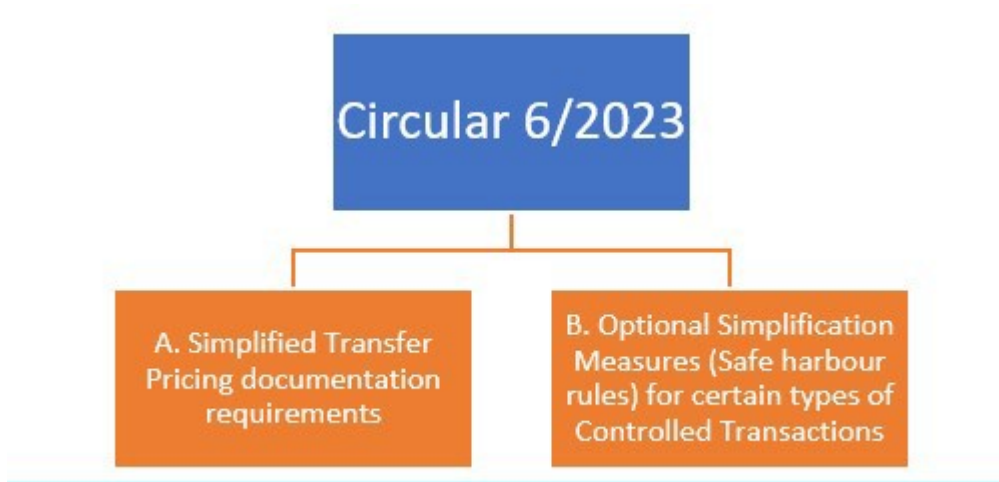 Circular 6/2023
A. Simplified Transfer
Pricing documentation
requirements
B. Optional Simplification
Measures (Safe harbour
rules) for certain types of
Controlled Transactions